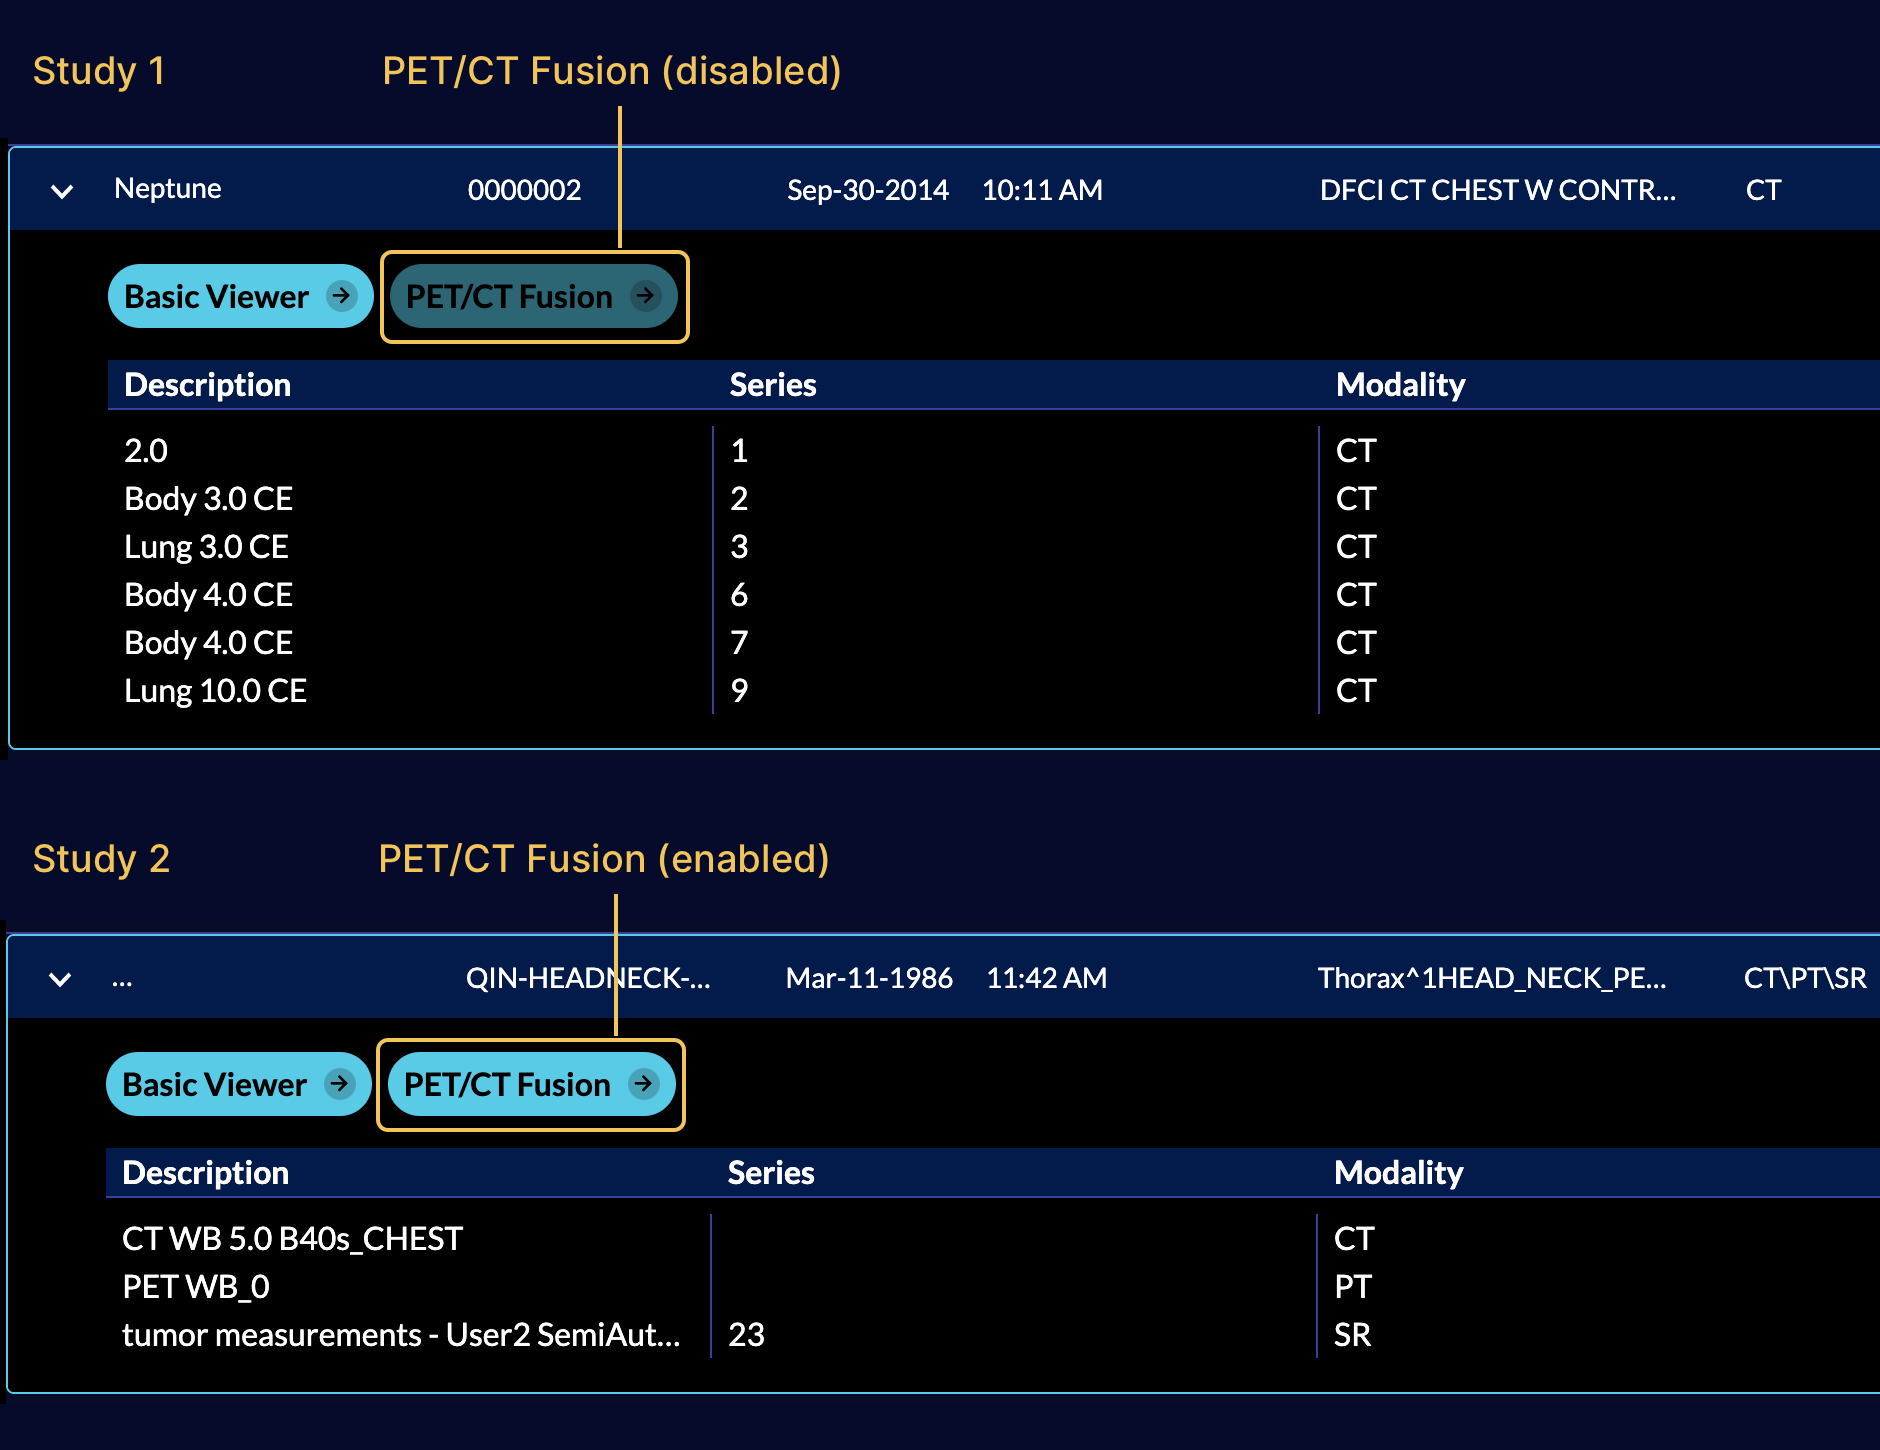 Study 1 PET/CT Fusion (disabled)
Neptune 0000002 Sep-30-2014 10:11 AM DFCI CT CHEST W CONTR... CT
Basic Viewer PET/CT Fusion
Description Series Modality
2.0 1 CT
Body 3.0 CE 2 CT
Lung 3.0 CE 3 CT
Body 4.0 CE 6 CT
Body 4.0 CE 7 CT
Lung 10.0 CE 9 CT
Study 2 PET/CT Fusion (enabled)
... QIN-HEADNECK-... Mar-11-1986 11:42 AM Thorax^1HEAD_NECK_PE... CT\PT\SR
Basic Viewer PET/CT Fusion
Description Series Modality
CT WB 5.0 B40s_CHEST CT
PET WB_0 PT
tumor measurements - User2 SemiAut... 23 SR